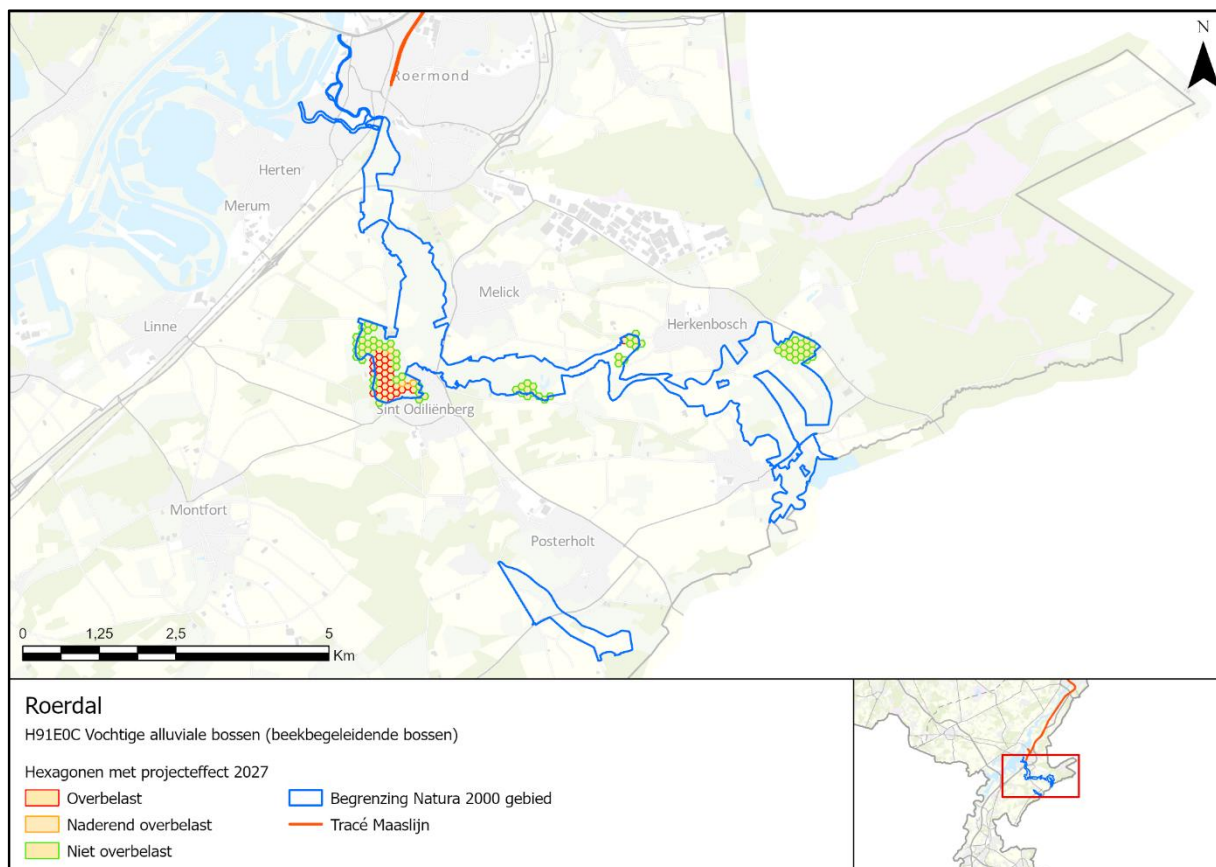 N
Roermond
Herten
Merum
Melick
Linne
Herkenbosch
Sint Odiliënberg
Montfort
Posterholt
0 1,25 2,5 5
Km
Roerdal
H91E0C Vochtige alluviale bossen (beekbegeleidende bossen)
Hexagonen met projecteffect 2027
Overbelast
Naderend overbelast
Niet overbelast
Begrenzing Natura 2000 gebied
Tracé Maaslijn